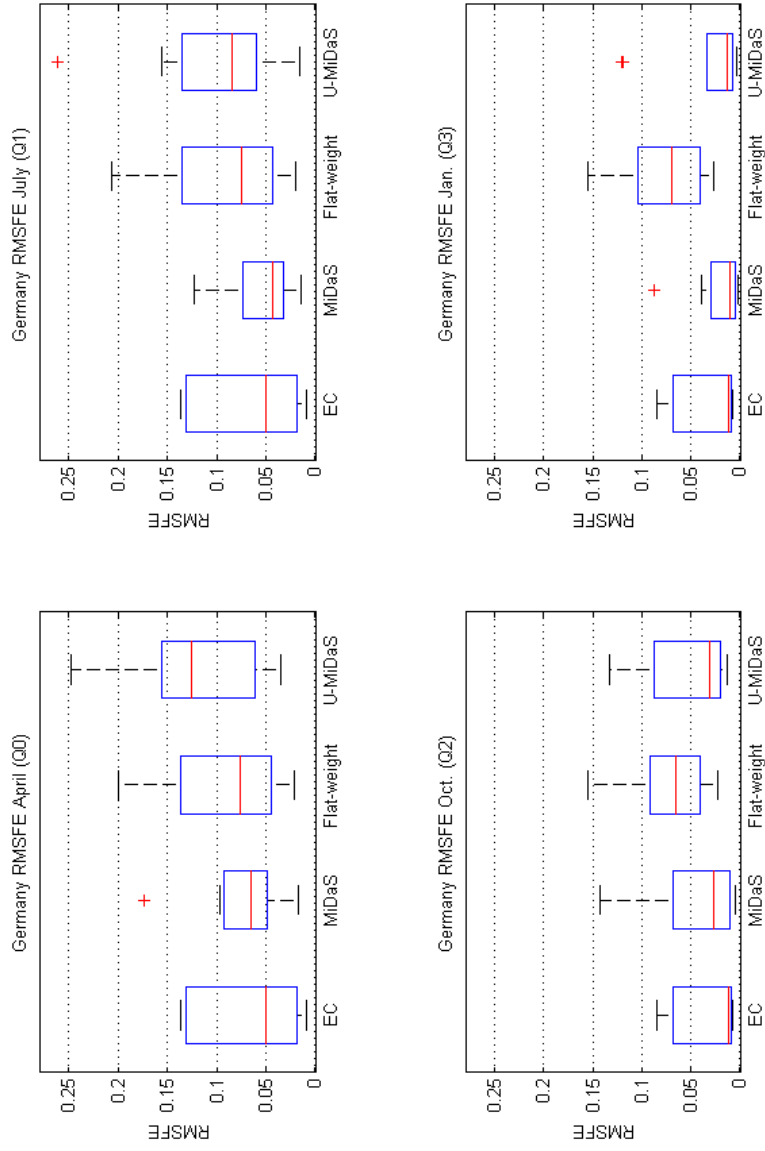 Germany RMSFE April (Q0)
RMSFE
0.25
0.2
0.15
0.1
0.05
0
EC
MiDaS
Flat-weight
U-MiDaS
Germany RMSFE July (Q1)
RMSFE
0.25
0.2
0.15
0.1
0.05
0
EC
MiDaS
Flat-weight
U-MiDaS
Germany RMSFE Oct. (Q2)
RMSFE
0.25
0.2
0.15
0.1
0.05
0
EC
MiDaS
Flat-weight
U-MiDaS
Germany RMSFE Jan. (Q3)
RMSFE
0.25
0.2
0.15
0.1
0.05
0
EC
MiDaS
Flat-weight
U-MiDaS